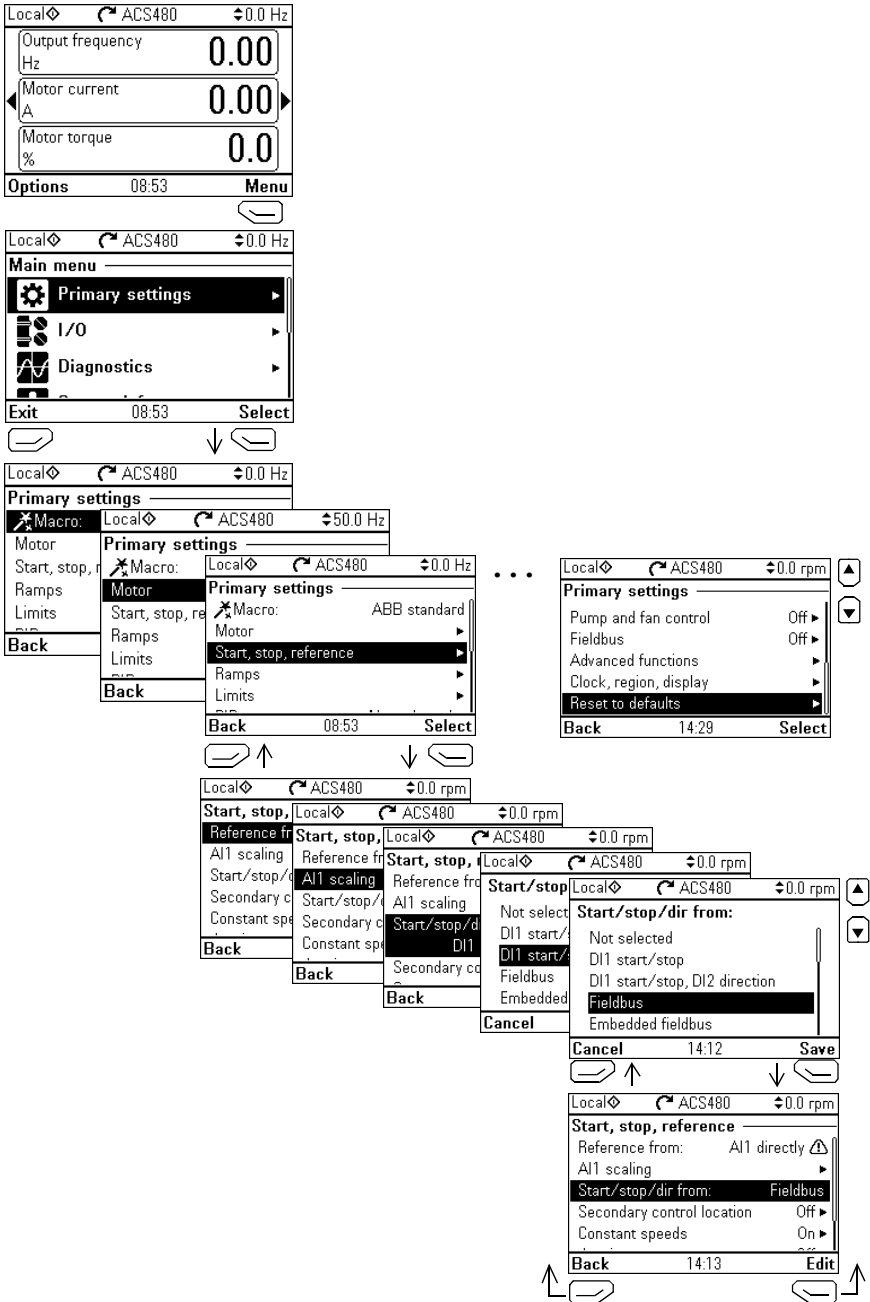 Local ACS480 0.0 Hz
Output frequency
Hz
0.00
Motor current
A
0.00
Motor torque
%
0.0
Options 08:53 Menu
Local ACS480 0.0 Hz
Main menu
Primary settings
I/O
Diagnostics
Exit 08:53 Select
Local ACS480 0.0 Hz
Primary settings
Macro:
Motor
Start, stop, r
Ramps
Limits
Back
Local ACS480 50.0 Hz
Primary settings
Macro:
Motor
Start, stop, re
Ramps
Limits
Back
Local ACS480 0.0 Hz
Primary settings
Macro: ABB standard
Motor
Start, stop, reference
Ramps
Limits
Back 08:53 Select
...
Local ACS480 0.0 rpm
Primary settings
Pump and fan control Off
Fieldbus Off
Advanced functions
Clock, region, display
Reset to defaults
Back 14:29 Select
Local ACS480 0.0 rpm
Start, stop,
Reference fr
AI1 scaling
Start/stop/d
Secondary c
Constant spe
Back
Local ACS480 0.0 rpm
Start, stop,
Reference fr
AI1 scaling
Start/stop/d
Secondary c
Constant spe
Back
Local ACS480 0.0 rpm
Start, stop, r
Reference fro
AI1 scaling
Start/stop/di
DI1
Secondary co
Back
Local ACS480 0.0 rpm
Start/stop
Not select
DI1 start/
DI1 start/
Fieldbus
Embedded
Cancel
Local ACS480 0.0 rpm
Start/stop/dir from:
Not selected
DI1 start/stop
DI1 start/stop, DI2 direction
Fieldbus
Embedded fieldbus
Cancel 14:12 Save
Local ACS480 0.0 rpm
Start, stop, reference
Reference from: AI1 directly
AI1 scaling
Start/stop/dir from: Fieldbus
Secondary control location Off
Constant speeds On
Back 14:13 Edit